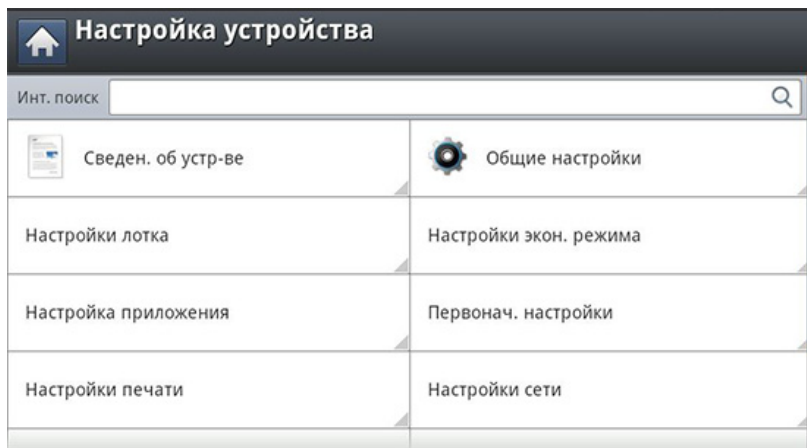 Настройка устройства
Инт. поиск
Сведен. об устр-ве
Общие настройки
Настройки лотка
Настройки экон. режима
Настройка приложения
Первонач. настройки
Настройки печати
Настройки сети